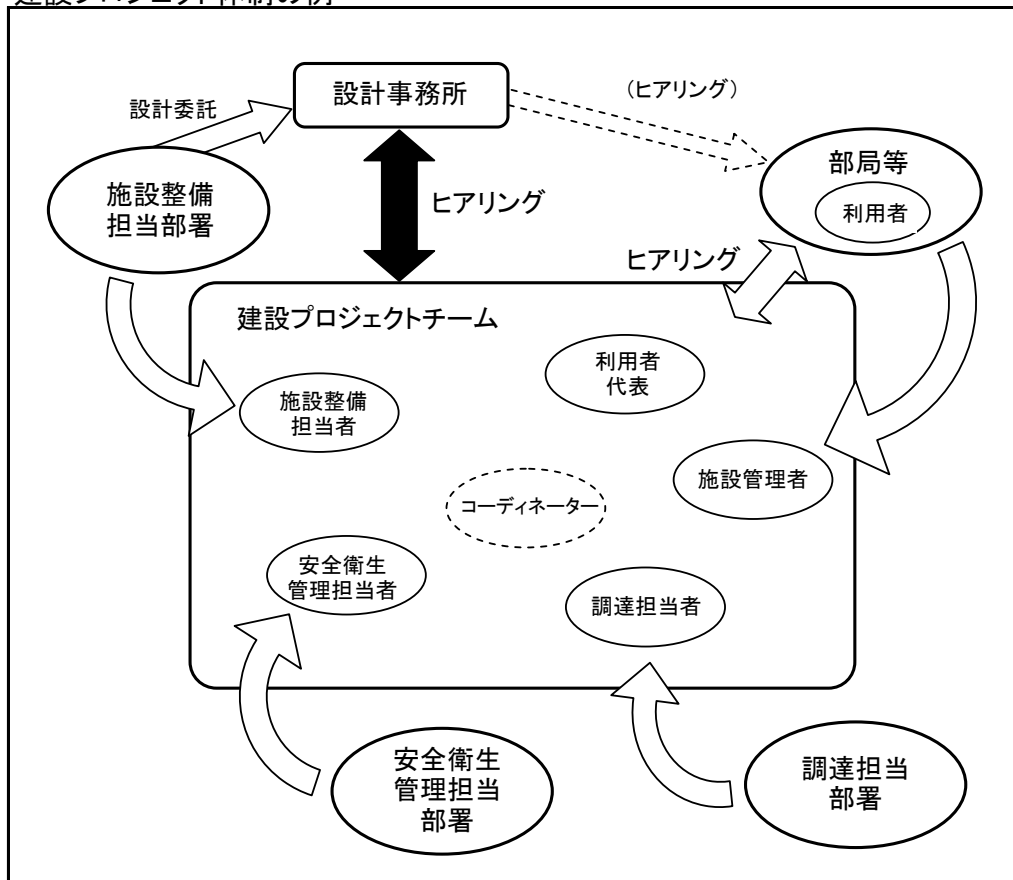 建設プロジェクト体制の例
設計事務所
(ヒアリング)
設計委託
部局等
利用者
施設整備
担当部署
ヒアリング
ヒアリング
建設プロジェクトチーム
利用者
代表
施設整備
担当者
施設管理者
コーディネーター
安全衛生
管理担当者
調達担当者
安全衛生
管理担当
部署
調達担当
部署